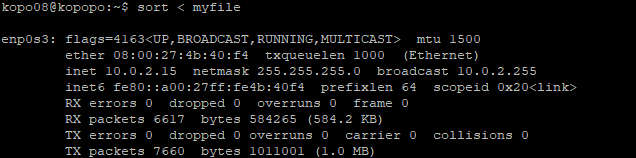 kopo08@kopopo:~$ sort < myfile
enp0s3: flags=4163<UP,BROADCAST,RUNNING,MULTICAST>  mtu 1500
ether 08:00:27:4b:40:f4  txqueuelen 1000  (Ethernet)
inet 10.0.2.15  netmask 255.255.255.0  broadcast 10.0.2.255
inet6 fe80::a00:27ff:fe4b:40f4  prefixlen 64  scopeid 0x20<link>
RX errors 0  dropped 0  overruns 0  frame 0
RX packets 6617  bytes 584265 (584.2 KB)
TX errors 0  dropped 0 overruns 0  carrier 0  collisions 0
TX packets 7660  bytes 1011001 (1.0 MB)